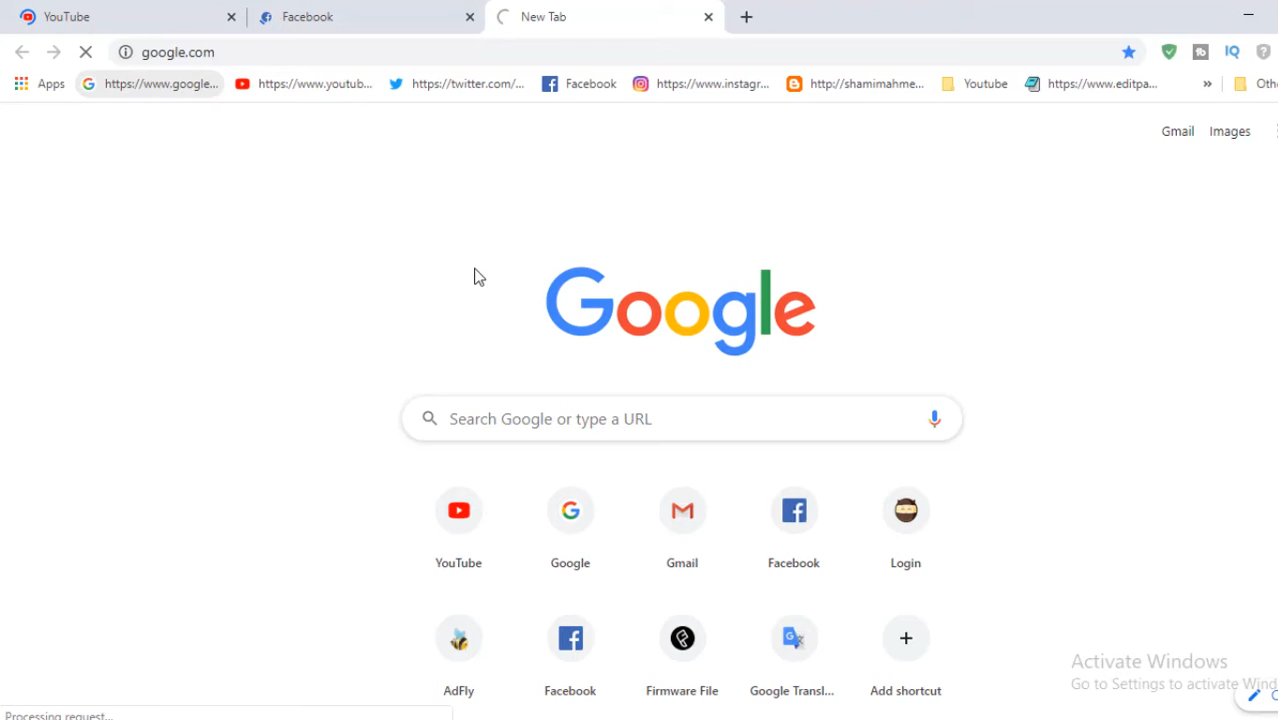 YouTube
Facebook
New Tab
google.com
Apps
https://www.google...
https://www.youtub...
https://twitter.com/...
Facebook
https://www.instagr...
http://shamimahme...
Youtube
https://www.editpa...
»
Othe
Gmail Images
Google
Search Google or type a URL
YouTube
Google
Gmail
Facebook
Login
AdFly
Facebook
Firmware File
Google Transl...
Add shortcut
Activate Windows
Go to Settings to activate Wind
Processing request...